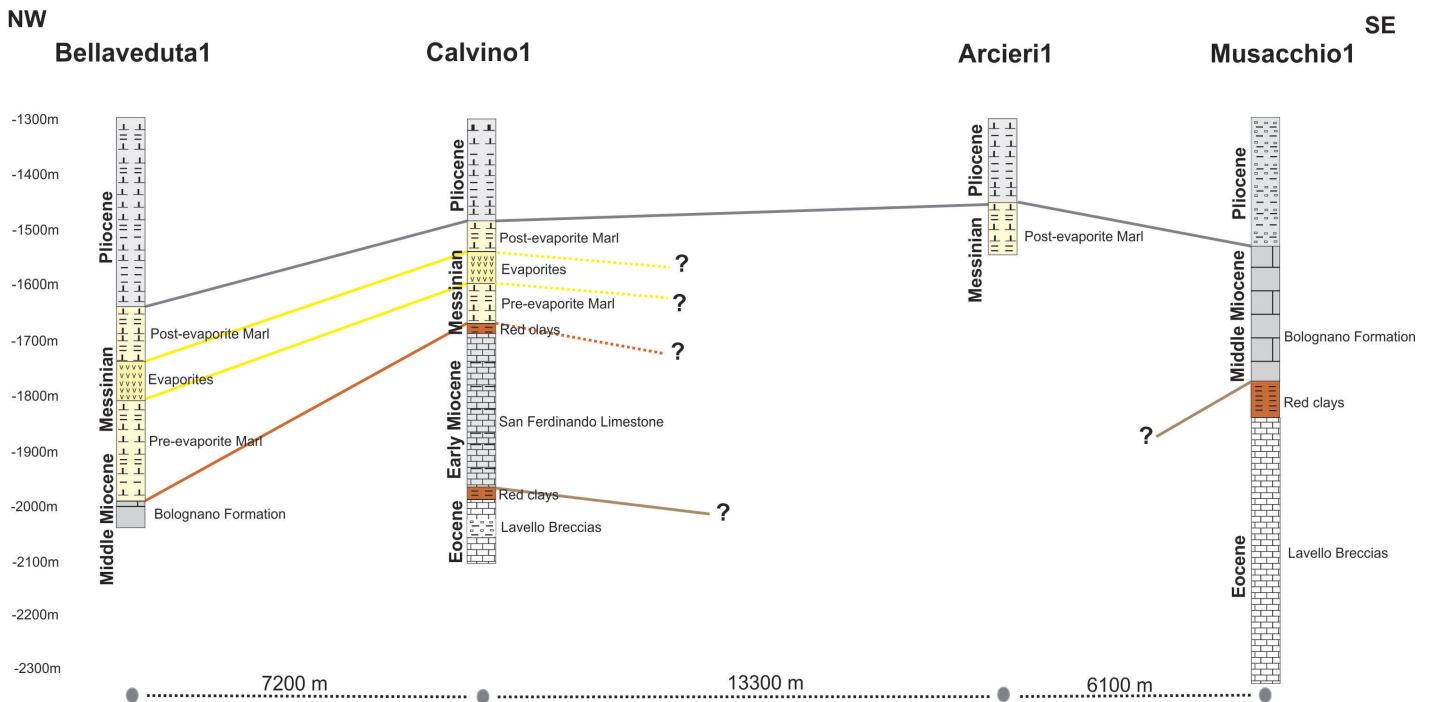 NW
SE
Bellaveduta1
Calvino1
Arcieri1
Musacchio1
-1300m
-1400m
-1500m
-1600m
-1700m
-1800m
-1900m
-2000m
-2100m
-2200m
-2300m
Pliocene
Messinian
Middle Miocene
Post-evaporite Marl
Evaporites
Pre-evaporite Marl
Bolognano Formation
Pliocene
Messinian
Early Miocene
Eocene
Post-evaporite Marl
Evaporites
Pre-evaporite Marl
Red clays
San Ferdinando Limestone
Red clays
Lavello Breccias
?
?
?
?
Pliocene
Messinian
Post-evaporite Marl
?
Pliocene
Middle Miocene
Eocene
Bolognano Formation
Red clays
Lavello Breccias
7200 m
13300 m
6100 m